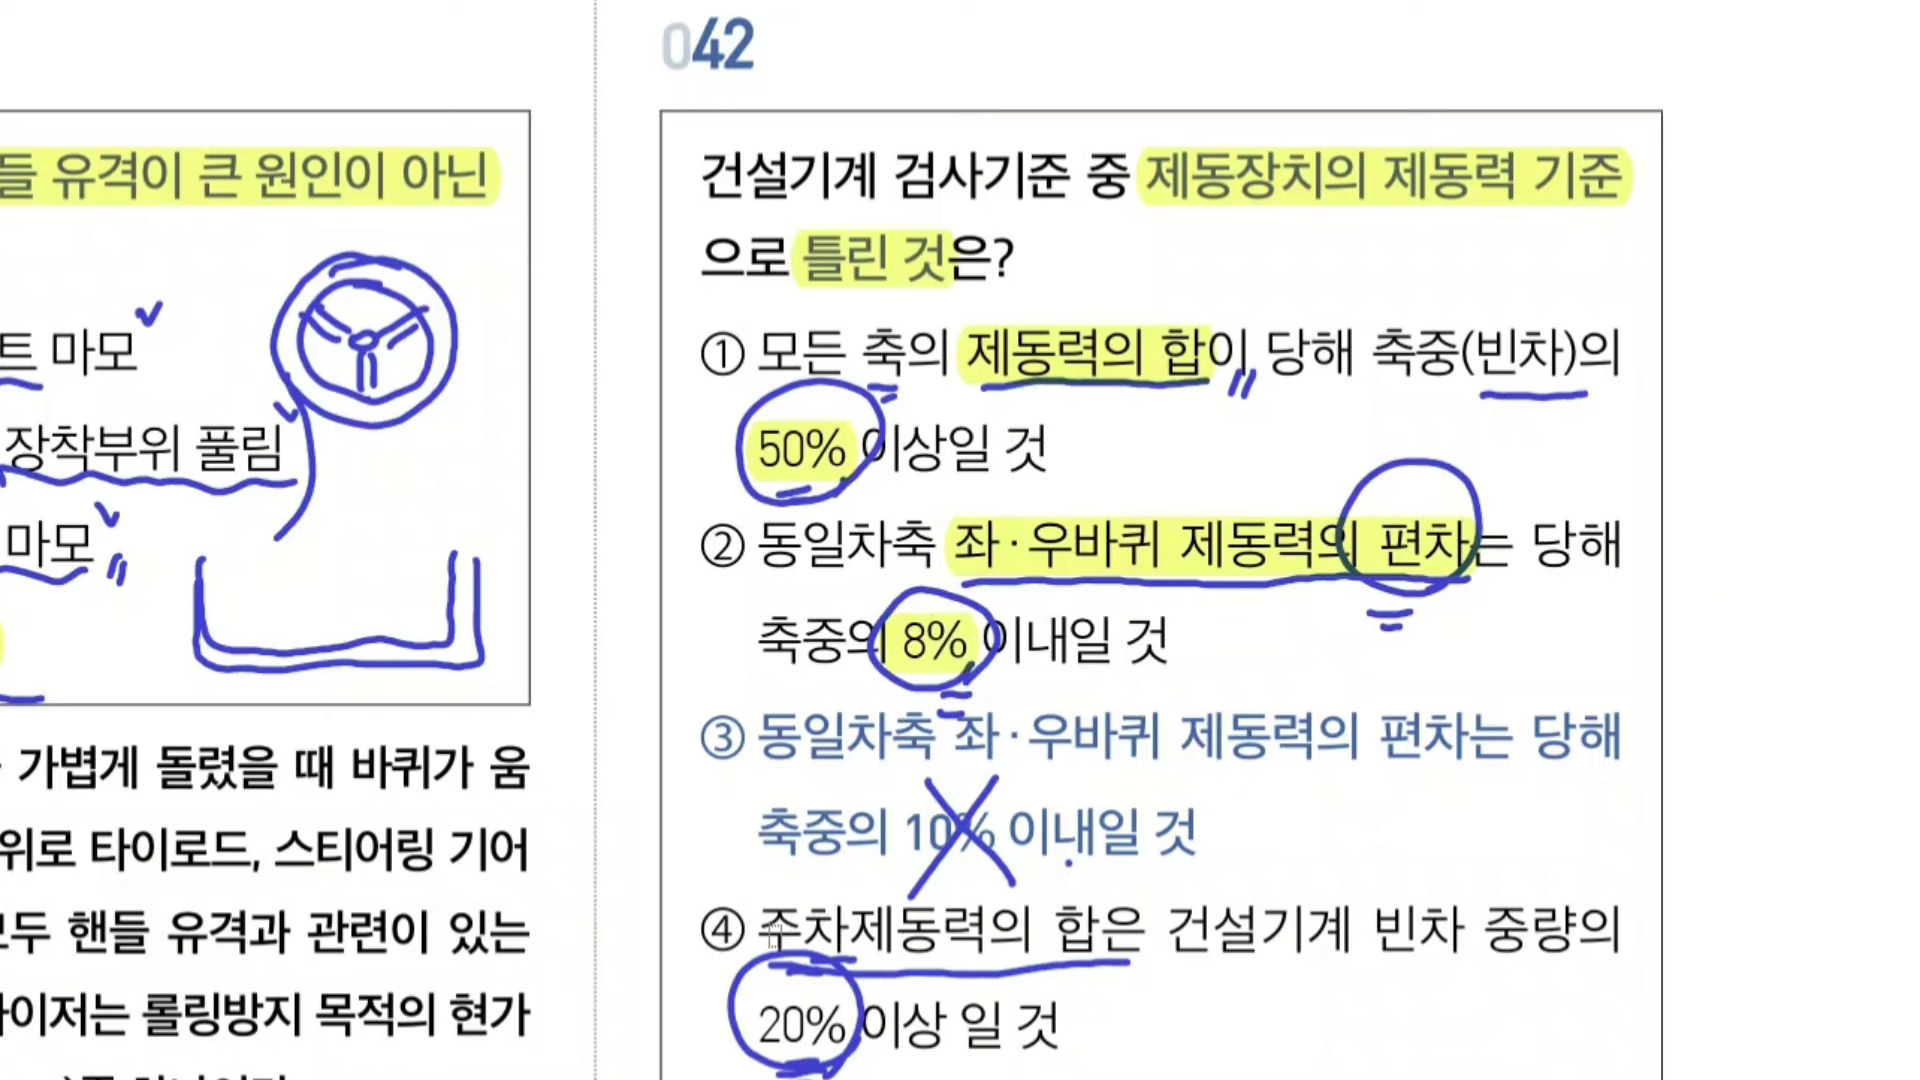 들 유격이 큰 원인이 아닌
트 마모
장착부위 풀림
마모
가볍게 돌렸을 때 바퀴가 움
위로 타이로드, 스티어링 기어
모두 핸들 유격과 관련이 있는
이저는 롤링방지 목적의 현가
042
건설기계 검사기준 중 제동장치의 제동력 기준
으로 틀린 것은?
① 모든 축의 제동력의 합이 당해 축중(빈차)의
50% 이상일 것
② 동일차축 좌·우바퀴 제동력의 편차는 당해
축중의 8% 이내일 것
③ 동일차축 좌·우바퀴 제동력의 편차는 당해
축중의 10% 이내일 것
④ 주차제동력의 합은 건설기계 빈차 중량의
20% 이상 일 것